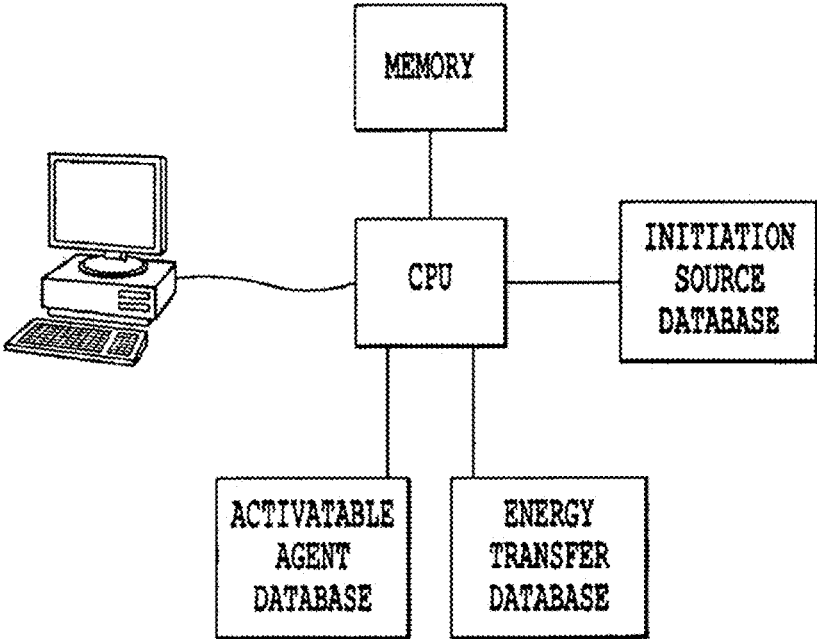 MEMORY
CPU
INITIATION
SOURCE
DATABASE
ACTIVATABLE
AGENT
DATABASE
ENERGY
TRANSFER
DATABASE